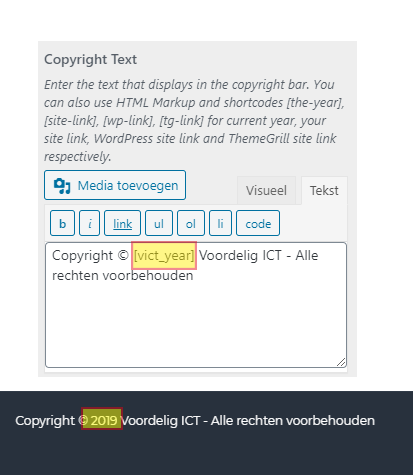 Copyright Text
Enter the text that displays in the copyright bar. You
can also use HTML Markup and shortcodes [the-year],
[site-link], [wp-link], [tg-link] for current year, your
site link, WordPress site link and ThemeGrill site link
respectively.
Media toevoegen
Visueel Tekst
b i link ul ol li code
Copyright © [vict_year] Voordelig ICT - Alle
rechten voorbehouden
Copyright © 2019 Voordelig ICT - Alle rechten voorbehouden